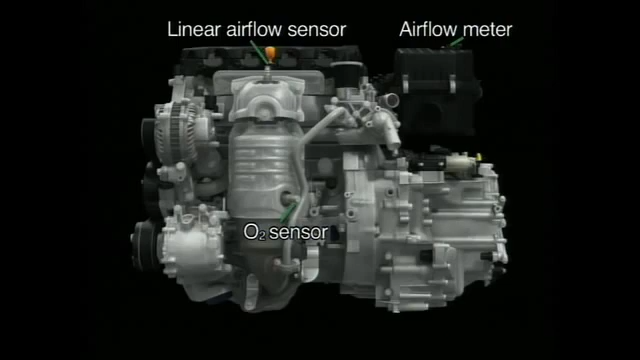 Linear airflow sensor
Airflow meter
O₂ sensor